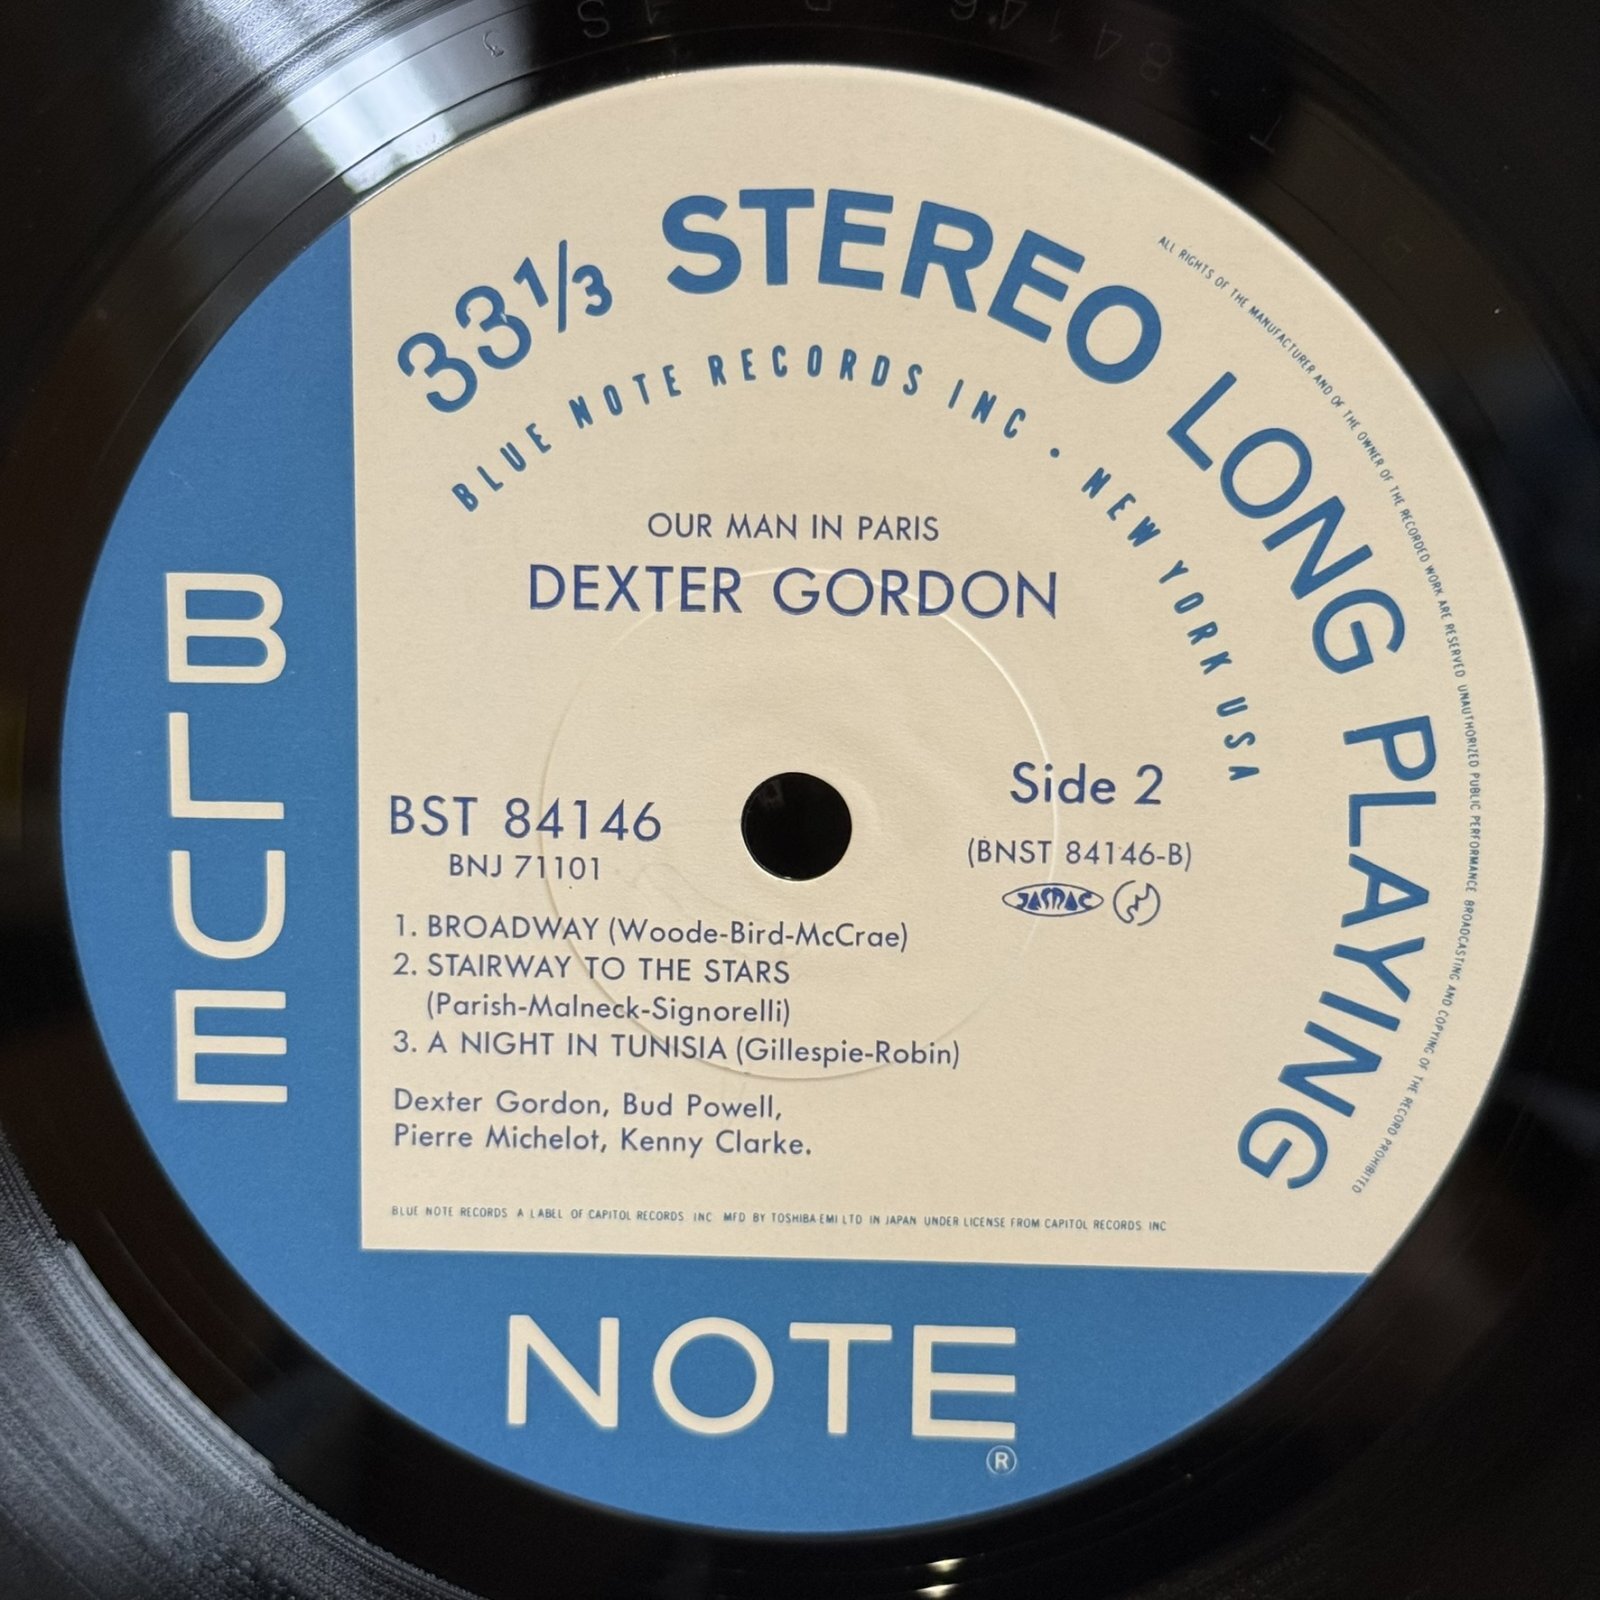 33 1/3 STEREO LONG PLAYING
BLUE NOTE RECORDS INC • NEW YORK USA
ALL RIGHTS OF THE MANUFACTURER AND OF THE OWNER OF THE RECORDED WORK ARE RESERVED UNAUTHORIZED PUBLIC PERFORMANCE BROADCASTING AND COPYING OF THE RECORD PROHIBITED
OUR MAN IN PARIS
DEXTER GORDON
BST 84146
BNJ 71101
Side 2
(BNST 84146-B)
JASRAC
1. BROADWAY (Woode-Bird-McCrae)
2. STAIRWAY TO THE STARS
(Parish-Malneck-Signorelli)
3. A NIGHT IN TUNISIA (Gillespie-Robin)
Dexter Gordon, Bud Powell,
Pierre Michelot, Kenny Clarke.
BLUE NOTE RECORDS A LABEL OF CAPITOL RECORDS INC MFD BY TOSHIBA EMI LTD IN JAPAN UNDER LICENSE FROM CAPITOL RECORDS INC
BLUE
NOTE
®